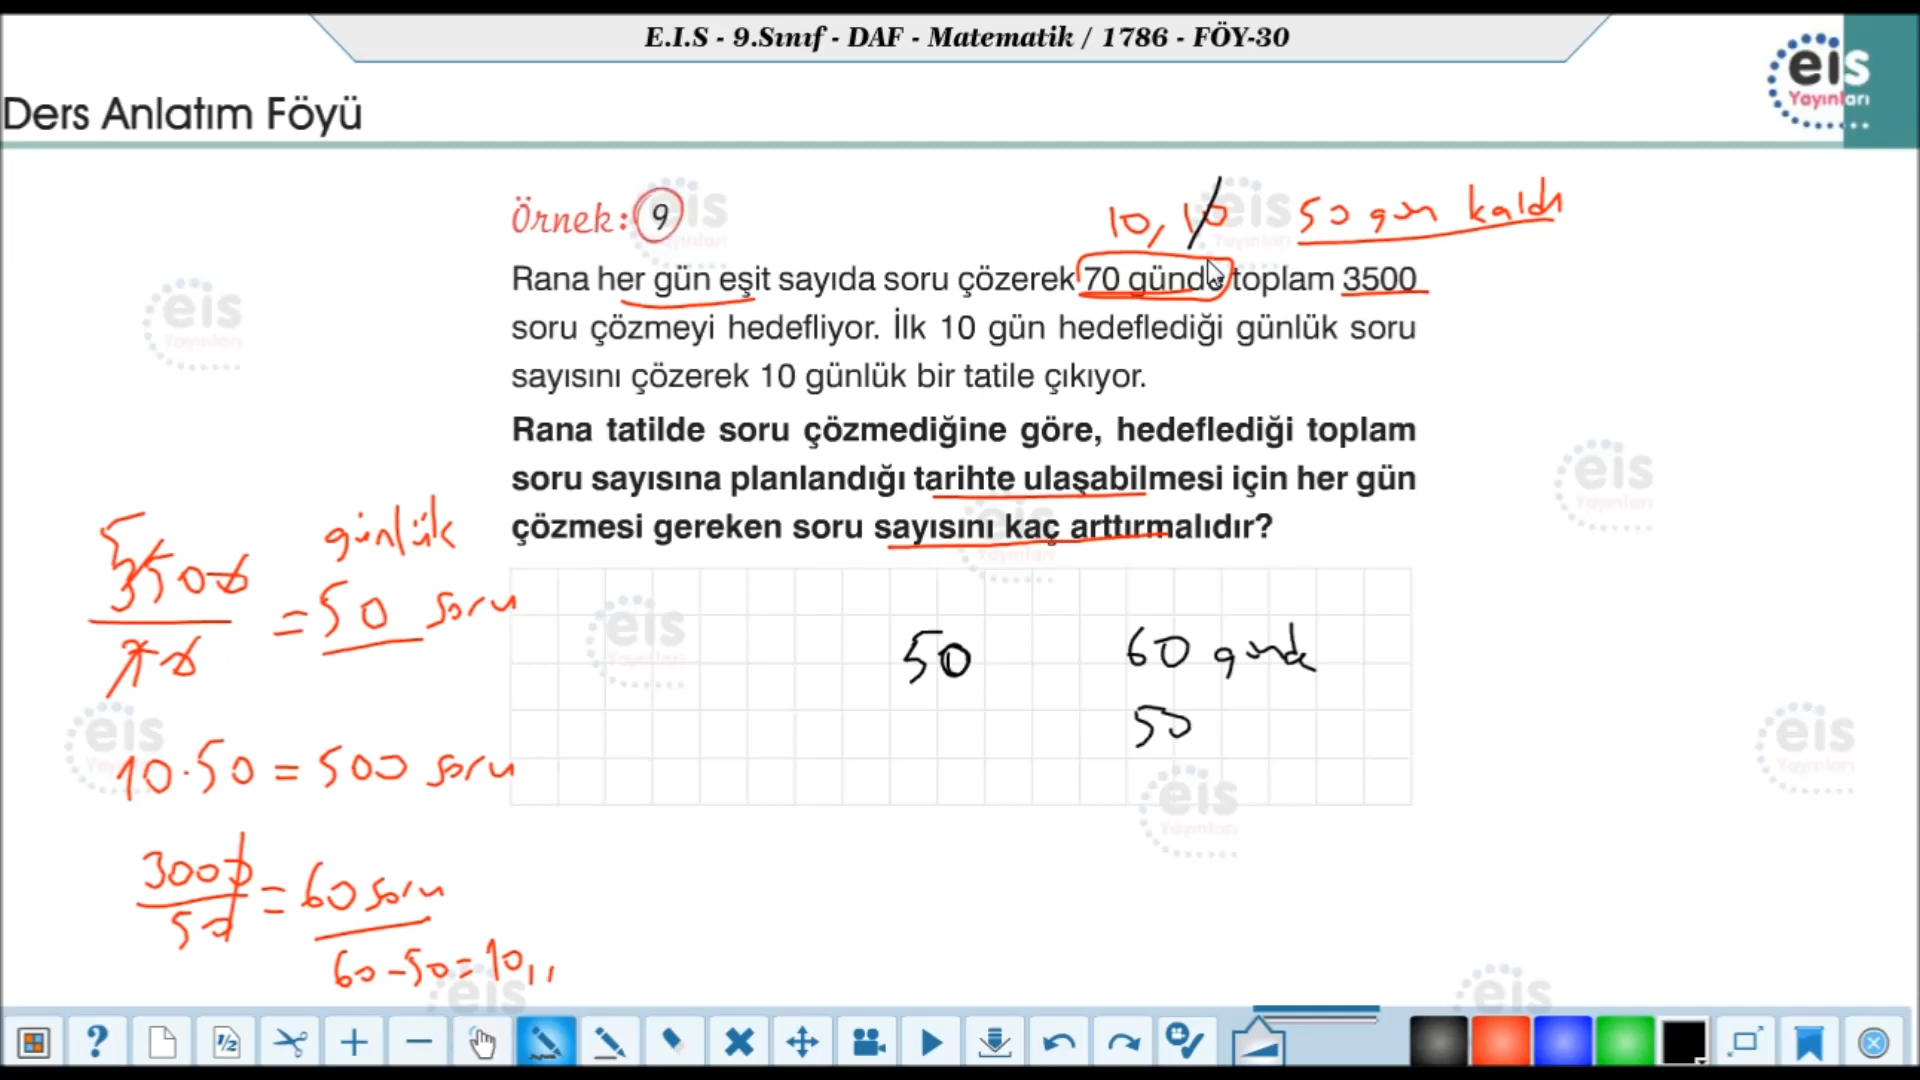 E.I.S - 9.Sınıf - DAF - Matematik / 1786 - FÖY-30
eis
Yayınları
Ders Anlatım Föyü
Örnek: 9
10, 10 50 gün kaldı
Rana her gün eşit sayıda soru çözerek 70 günde toplam 3500
soru çözmeyi hedefliyor. İlk 10 gün hedeflediği günlük soru
sayısını çözerek 10 günlük bir tatile çıkıyor.
Rana tatilde soru çözmediğine göre, hedeflediği toplam
soru sayısına planlandığı tarihte ulaşabilmesi için her gün
çözmesi gereken soru sayısını kaç arttırmalıdır?
günlük
5
3500
70
= 50 soru
10.50 = 500 soru
3000
50
= 60 soru
60-50=10,,
50 60 günde
50